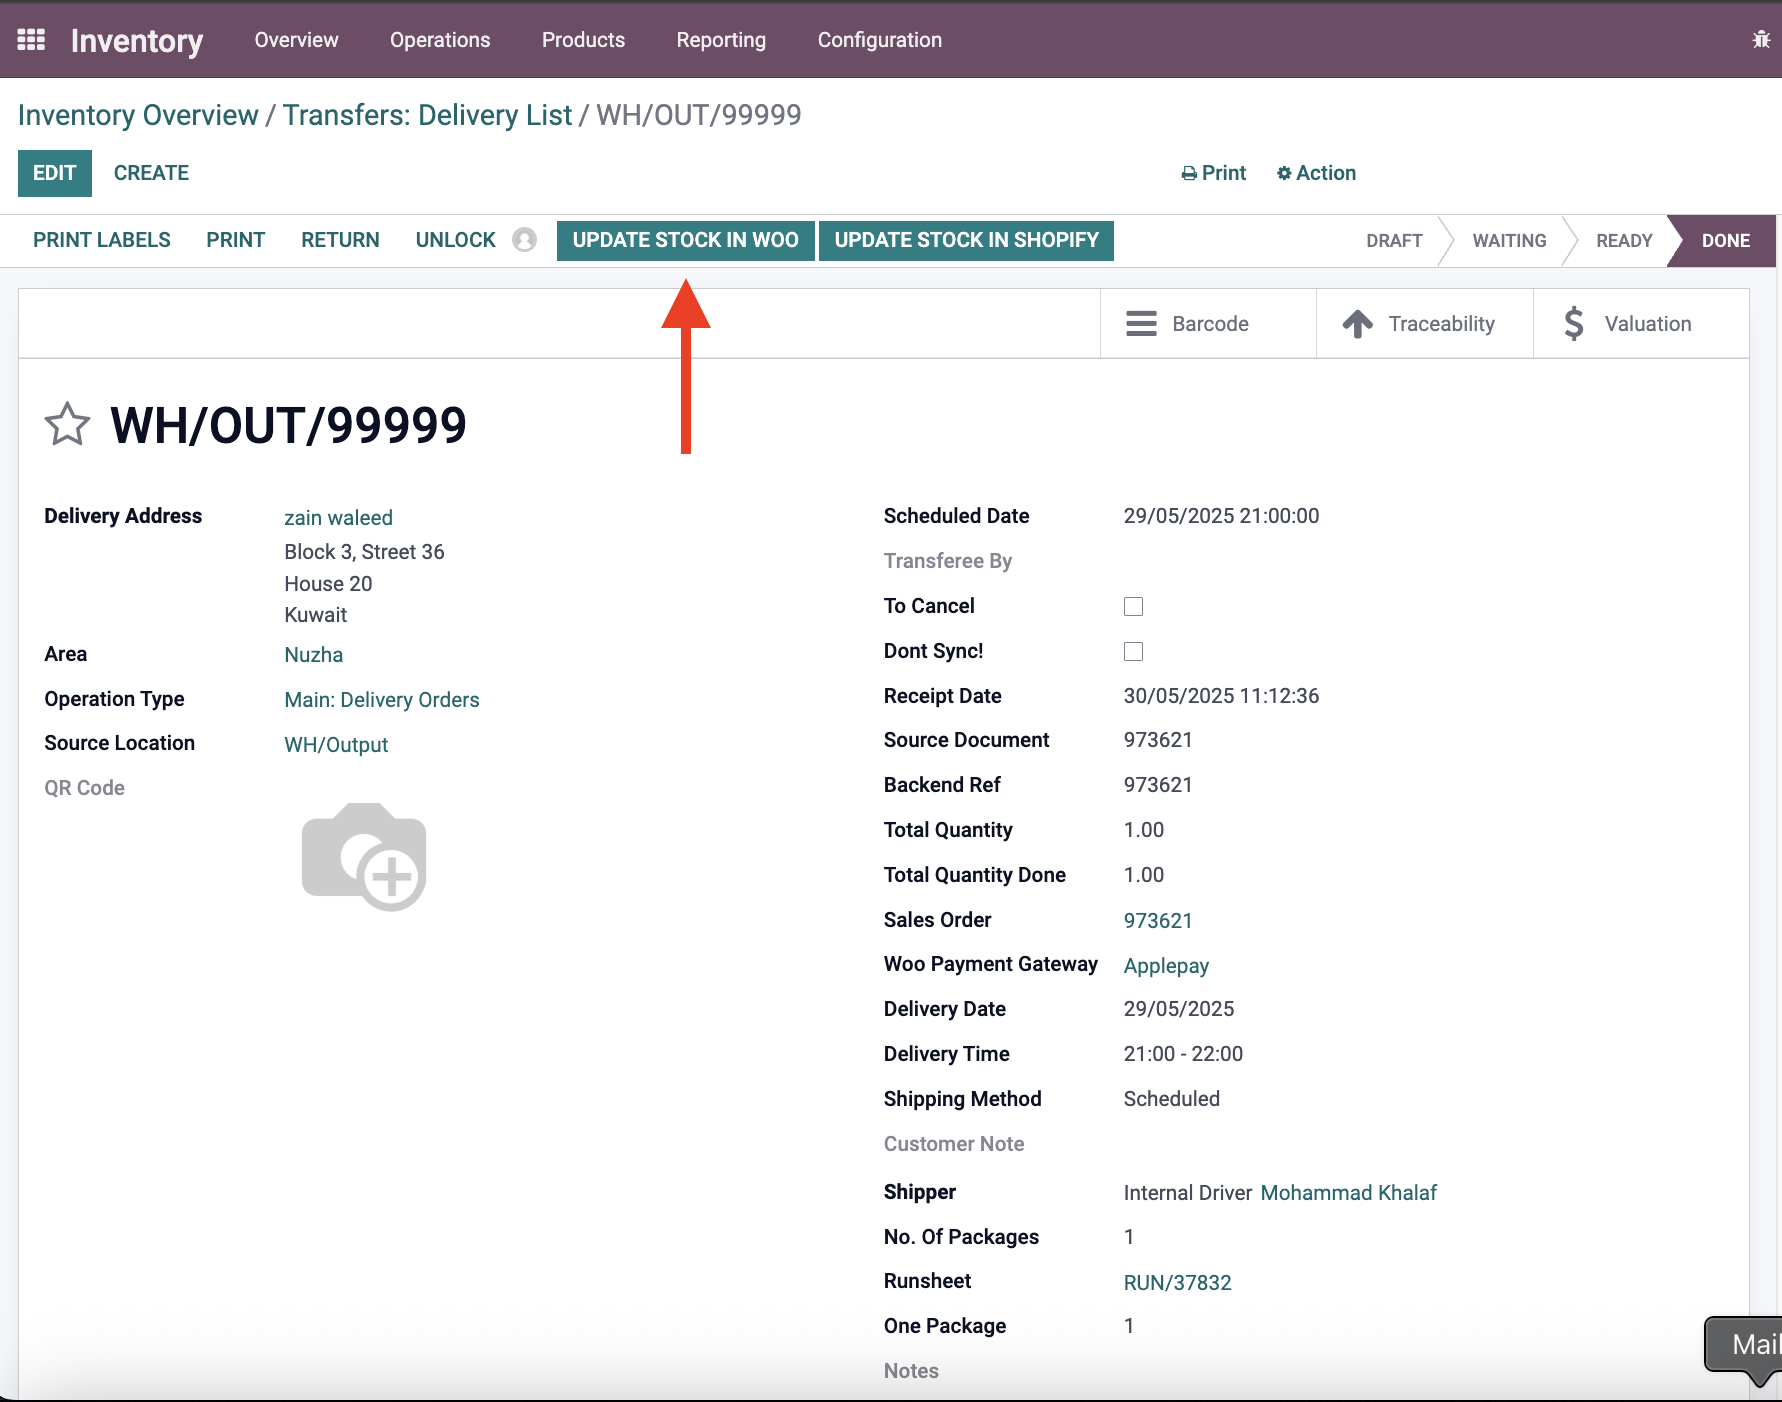 Inventory Overview Operations Products Reporting Configuration
Inventory Overview / Transfers: Delivery List / WH/OUT/99999
EDIT CREATE Print Action
PRINT LABELS PRINT RETURN UNLOCK UPDATE STOCK IN WOO UPDATE STOCK IN SHOPIFY DRAFT WAITING READY DONE
Barcode Traceability Valuation
WH/OUT/99999
Delivery Address zain waleed
Block 3, Street 36
House 20
Kuwait
Area Nuzha
Operation Type Main: Delivery Orders
Source Location WH/Output
QR Code
Scheduled Date 29/05/2025 21:00:00
Transferee By
To Cancel
Dont Sync!
Receipt Date 30/05/2025 11:12:36
Source Document 973621
Backend Ref 973621
Total Quantity 1.00
Total Quantity Done 1.00
Sales Order 973621
Woo Payment Gateway Applepay
Delivery Date 29/05/2025
Delivery Time 21:00 - 22:00
Shipping Method Scheduled
Customer Note
Shipper Internal Driver Mohammad Khalaf
No. Of Packages 1
Runsheet RUN/37832
One Package 1
Notes
Mail